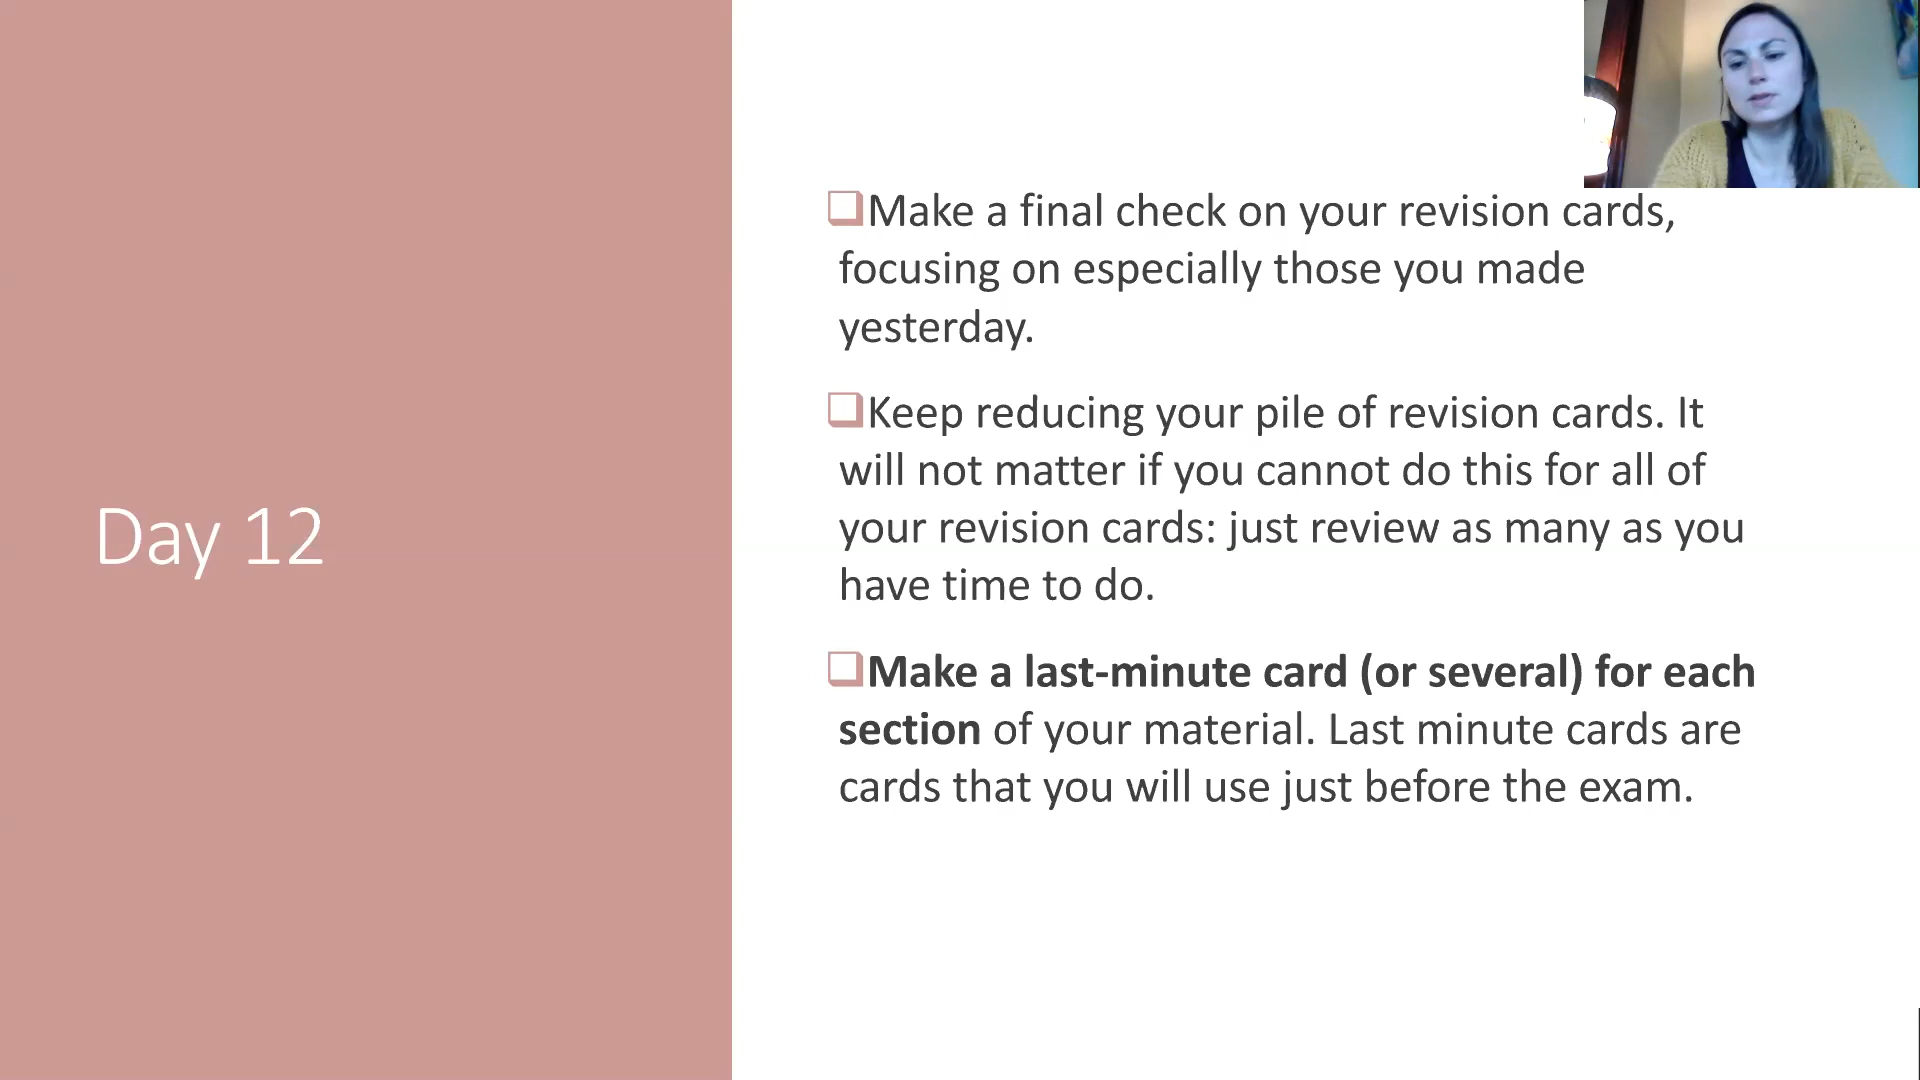 Day 12
Make a final check on your revision cards,
focusing on especially those you made
yesterday.
Keep reducing your pile of revision cards. It
will not matter if you cannot do this for all of
your revision cards: just review as many as you
have time to do.
Make a last-minute card (or several) for each
section of your material. Last minute cards are
cards that you will use just before the exam.